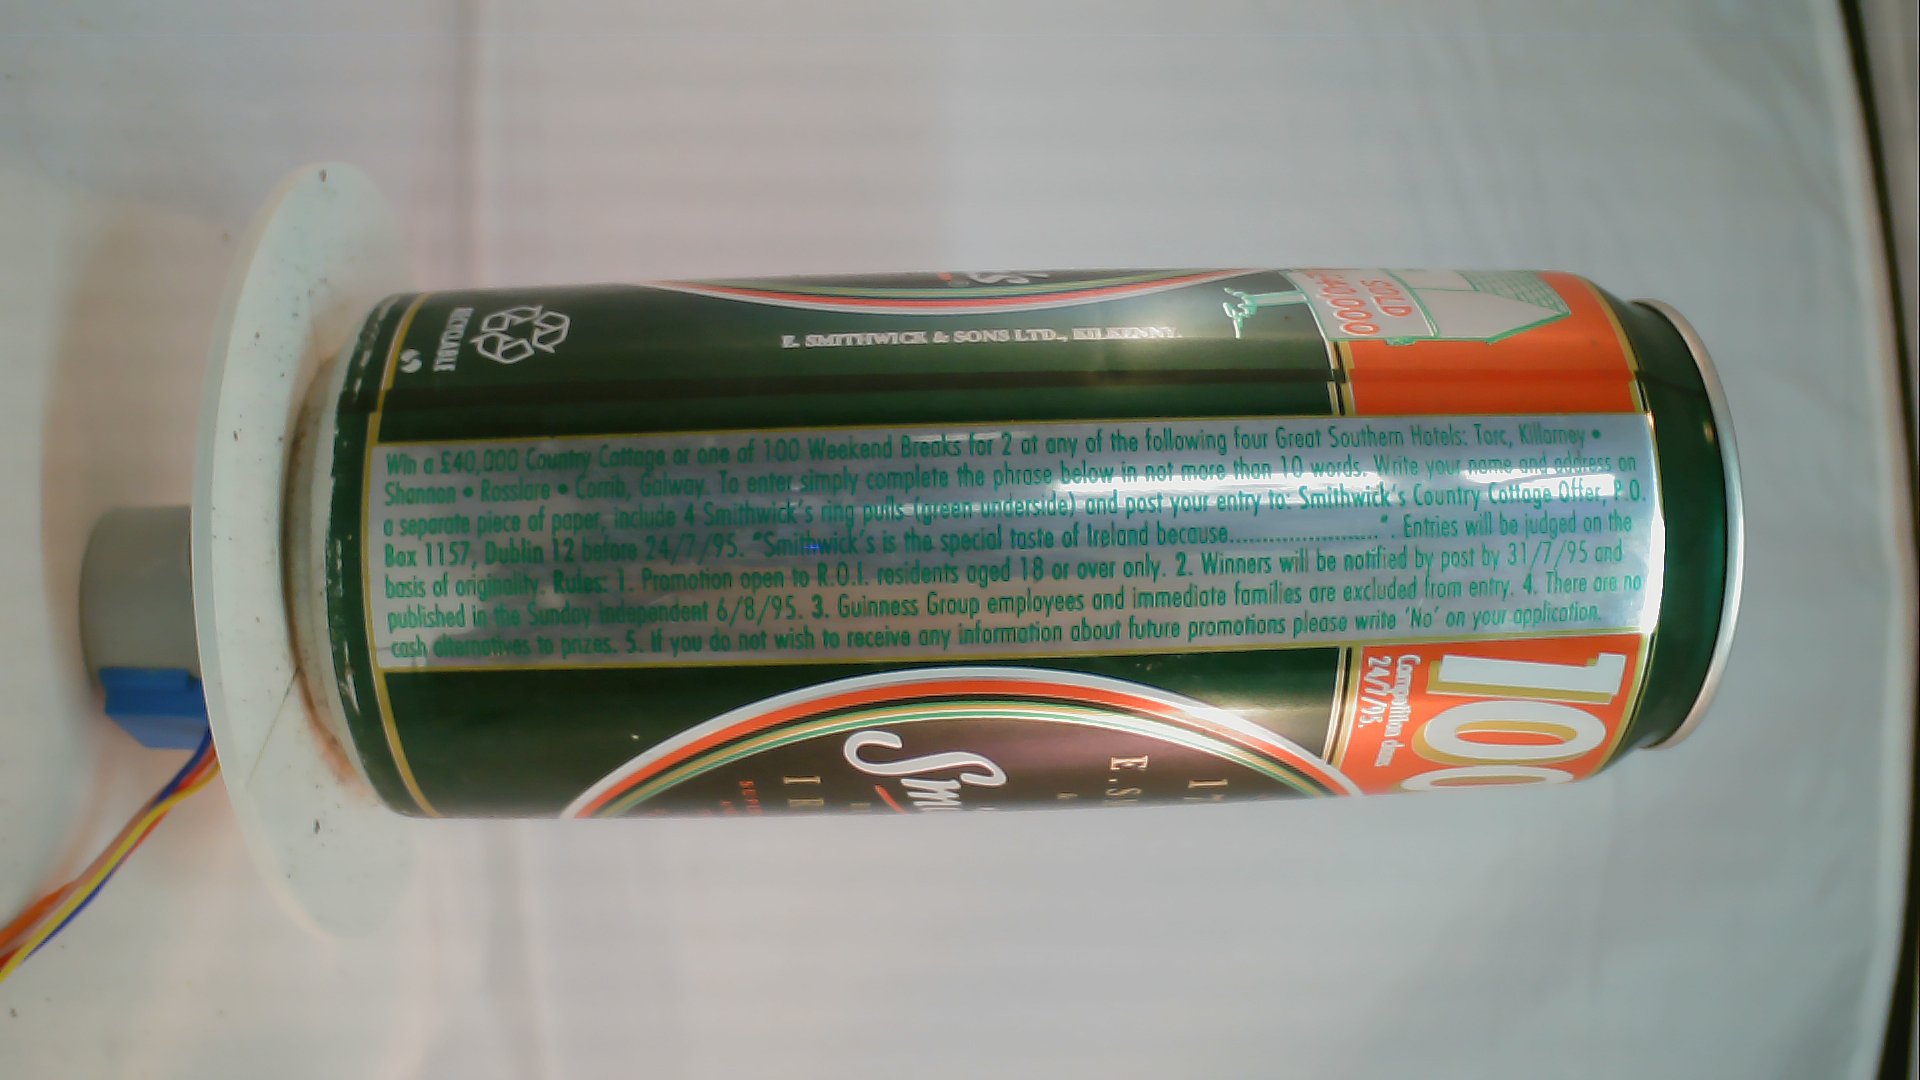 's
RECYCLABLE
E. SMITHWICK & SONS LTD., KILKENNY.
SOLD
£40,000
Win a £40,000 Country Cottage or one of 100 Weekend Breaks for 2 at any of the following four Great Southern Hotels: Torc, Killarney •
Shannon • Rosslare • Corrib, Galway. To enter simply complete the phrase below in not more than 10 words. Write your name and address on
a separate piece of paper, include 4 Smithwick's ring pulls (green underside) and post your entry to: Smithwick's Country Cottage Offer, P.O.
Box 1157, Dublin 12 before 24/7/95. "Smithwick's is the special taste of Ireland because......................". Entries will be judged on the
basis of originality. Rules: 1. Promotion open to R.O.I. residents aged 18 or over only. 2. Winners will be notified by post by 31/7/95 and
published in the Sunday Independent 6/8/95. 3. Guinness Group employees and immediate families are excluded from entry. 4. There are no
cash alternatives to prizes. 5. If you do not wish to receive any information about future promotions please write 'No' on your application.
100
Competition closes
24/7/95.
17
E. S
Sm